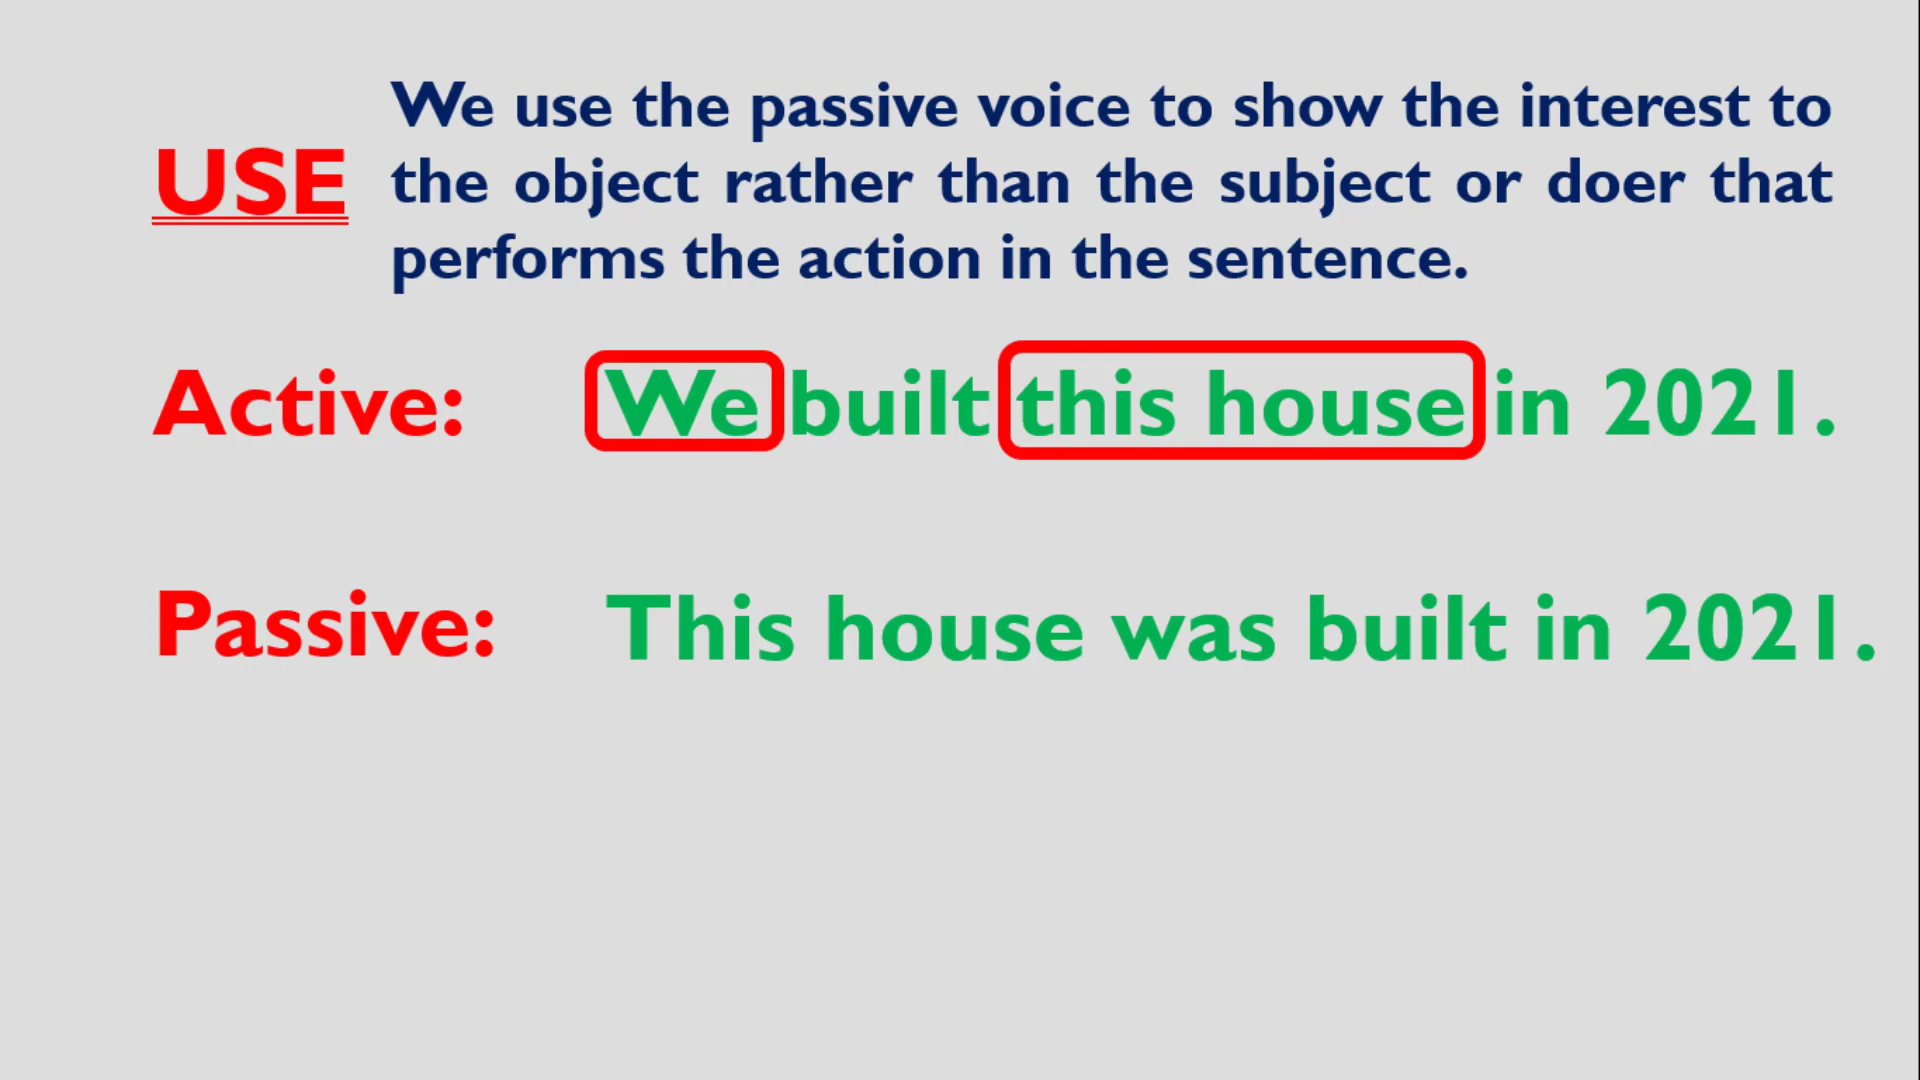 USE
We use the passive voice to show the interest to
the object rather than the subject or doer that
performs the action in the sentence.
Active: We built this house in 2021.
Passive: This house was built in 2021.